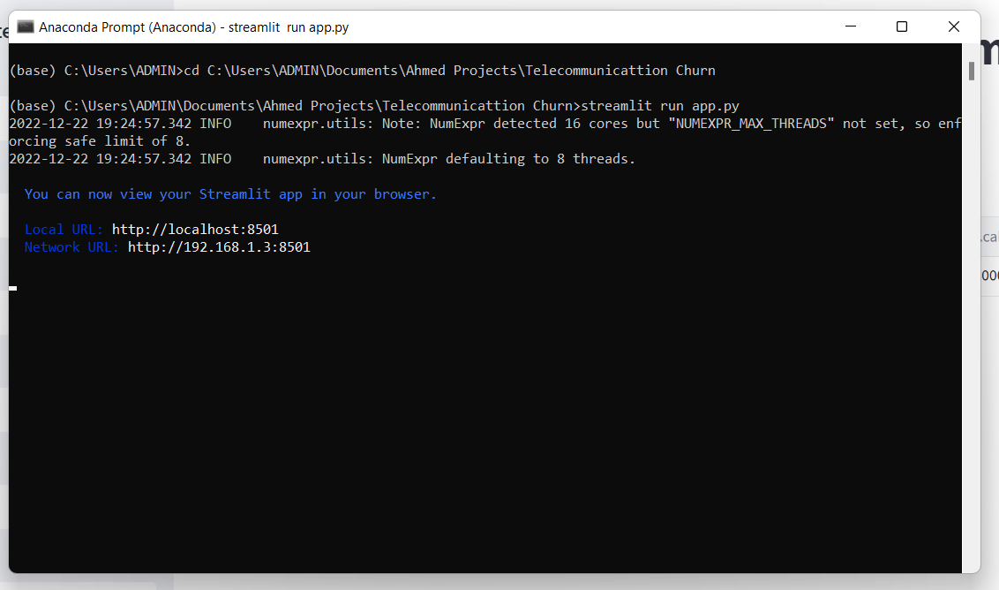 Anaconda Prompt (Anaconda) - streamlit  run app.py
(base) C:\Users\ADMIN>cd C:\Users\ADMIN\Documents\Ahmed Projects\Telecommunicattion Churn
(base) C:\Users\ADMIN\Documents\Ahmed Projects\Telecommunicattion Churn>streamlit run app.py
2022-12-22 19:24:57.342 INFO    numexpr.utils: Note: NumExpr detected 16 cores but "NUMEXPR_MAX_THREADS" not set, so enf
orcing safe limit of 8.
2022-12-22 19:24:57.342 INFO    numexpr.utils: NumExpr defaulting to 8 threads.
You can now view your Streamlit app in your browser.
Local URL: http://localhost:8501
Network URL: http://192.168.1.3:8501